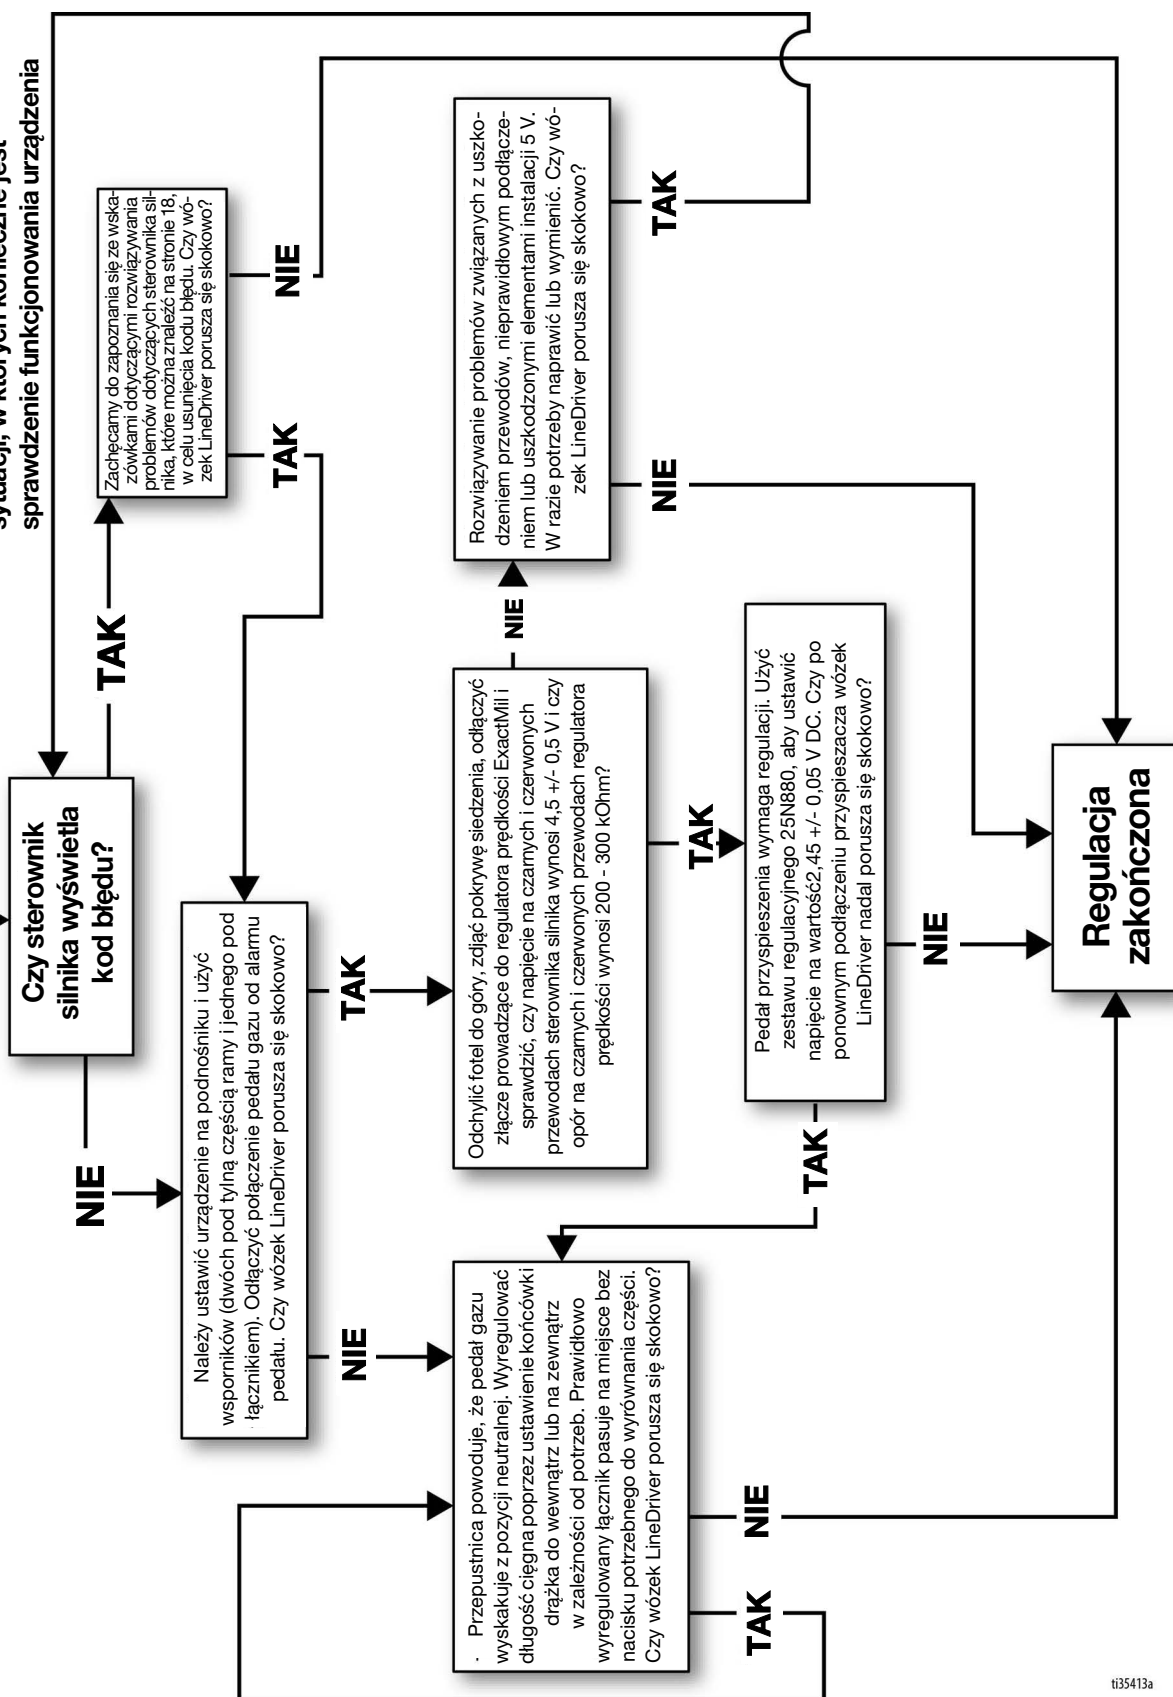 sprawdzenie funkcjonowania urządzenia
Czy sterownik
silnika wyświetla
kod błędu?
TAK
Zachęcamy do zapoznania się ze wska-
zówkami dotyczącymi rozwiązywania
problemów dotyczących sterownika sil-
nika, które można znaleźć na stronie 18,
w celu usunięcia kodu błędu. Czy wó-
zek LineDriver porusza się skokowo?
TAK
NIE
NIE
Należy ustawić urządzenie na podnośniku i użyć
wsporników (dwóch pod tylną częścią ramy i jednego pod
łącznikiem). Odłączyć połączenie pedału gazu od alarmu
pedału. Czy wózek LineDriver porusza się skokowo?
NIE
TAK
Odchylić fotel do góry, zdjąć pokrywę siedzenia, odłączyć
złącze prowadzące do regulatora prędkości ExactMil i
sprawdzić, czy napięcie na czarnych i czerwonych
przewodach sterownika silnika wynosi 4,5 +/- 0,5 V i czy
opór na czarnych i czerwonych przewodach regulatora
prędkości wynosi 200 - 300 kOhm?
NIE
Rozwiązywanie problemów związanych z uszko-
dzeniem przewodów, nieprawidłowym podłącze-
niem lub uszkodzonymi elementami instalacji 5 V.
W razie potrzeby naprawić lub wymienić. Czy wó-
zek LineDriver porusza się skokowo?
NIE
TAK
TAK
· Przepustnica powoduje, że pedał gazu
wyskakuje z pozycji neutralnej. Wyregulować
długość cięgna poprzez ustawienie końcówki
drążka do wewnątrz lub na zewnątrz
w zależności od potrzeb. Prawidłowo
wyregulowany łącznik pasuje na miejsce bez
nacisku potrzebnego do wyrównania części.
Czy wózek LineDriver porusza się skokowo?
TAK
NIE
Pedał przyspieszenia wymaga regulacji. Użyć
zestawu regulacyjnego 25N880, aby ustawić
napięcie na wartość2,45 +/- 0,05 V DC. Czy po
ponownym podłączeniu przyspieszacza wózek
LineDriver nadal porusza się skokowo?
TAK
NIE
Regulacja
zakończona
ti35413a